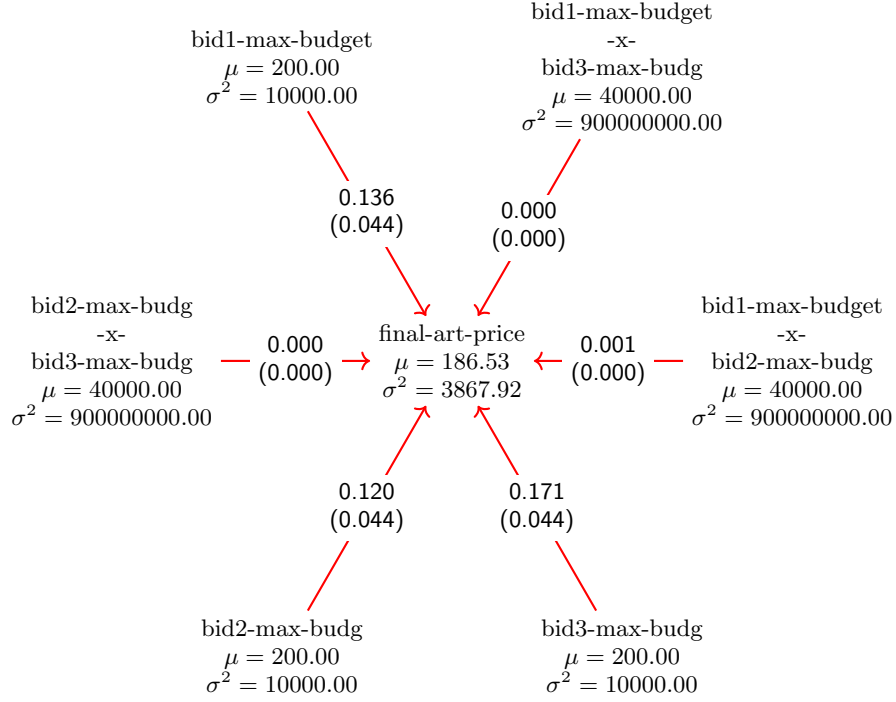 bid1-max-budget
μ = 200.00
σ² = 10000.00
bid1-max-budget
-x-
bid3-max-budg
μ = 40000.00
σ² = 900000000.00
0.136
(0.044)
0.000
(0.000)
bid2-max-budg
-x-
bid3-max-budg
μ = 40000.00
σ² = 900000000.00
0.000
(0.000)
final-art-price
μ = 186.53
σ² = 3867.92
0.001
(0.000)
bid1-max-budget
-x-
bid2-max-budg
μ = 40000.00
σ² = 900000000.00
0.120
(0.044)
0.171
(0.044)
bid2-max-budg
μ = 200.00
σ² = 10000.00
bid3-max-budg
μ = 200.00
σ² = 10000.00